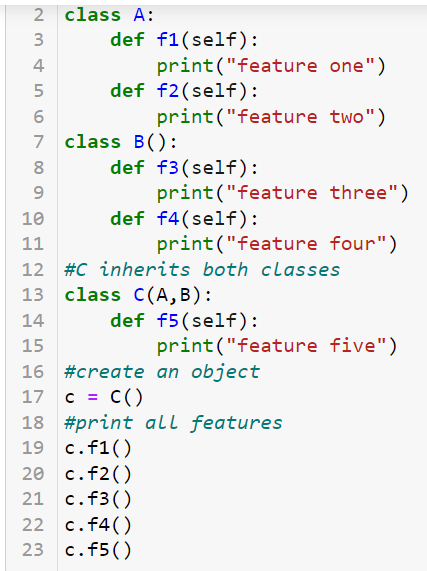 2 class A:
3     def f1(self):
4         print("feature one")
5     def f2(self):
6         print("feature two")
7 class B():
8     def f3(self):
9         print("feature three")
10     def f4(self):
11         print("feature four")
12 #C inherits both classes
13 class C(A,B):
14     def f5(self):
15         print("feature five")
16 #create an object
17 c = C()
18 #print all features
19 c.f1()
20 c.f2()
21 c.f3()
22 c.f4()
23 c.f5()